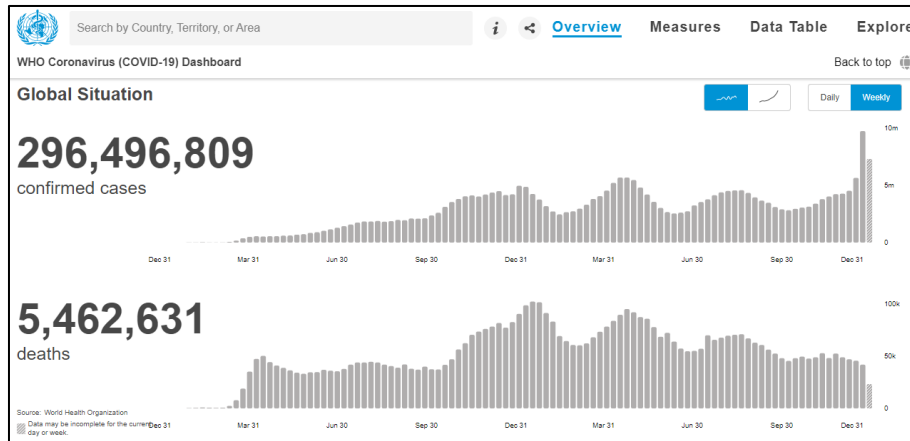 Search by Country, Territory, or Area
i Overview Measures Data Table Explore
WHO Coronavirus (COVID-19) Dashboard
Back to top
Global Situation
Daily Weekly
296,496,809
confirmed cases
10m
5m
0
Dec 31 Mar 31 Jun 30 Sep 30 Dec 31 Mar 31 Jun 30 Sep 30 Dec 31
5,462,631
deaths
100k
50k
0
Source: World Health Organization
Data may be incomplete for the current
day or week.
Dec 31 Mar 31 Jun 30 Sep 30 Dec 31 Mar 31 Jun 30 Sep 30 Dec 31